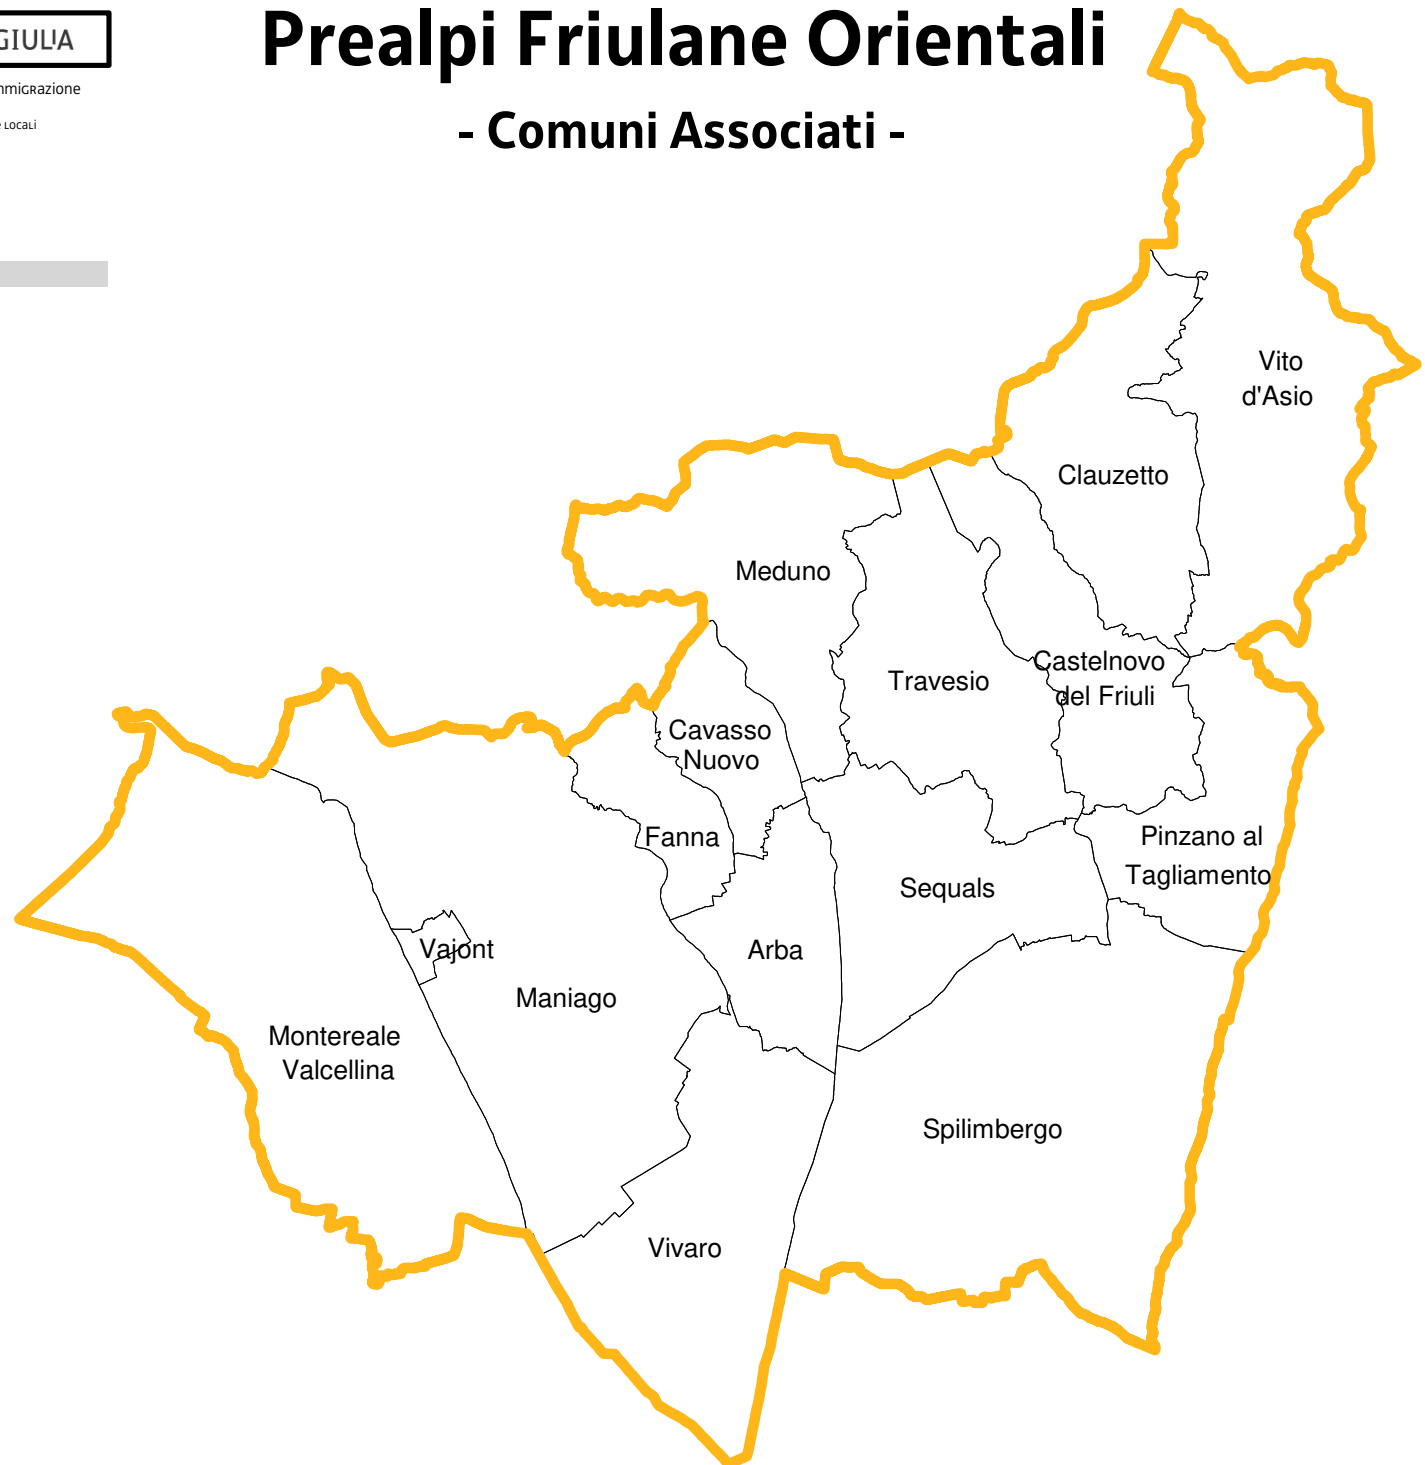 GIULIA
mmigrazione
e locali
Prealpi Friulane Orientali
- Comuni Associati -
Vito
d'Asio
Clauzetto
Meduno
Castelnovo
del Friuli
Travesio
Cavasso
Nuovo
Fanna
Pinzano al
Tagliamento
Sequals
Arba
Vajont
Maniago
Montereale
Valcellina
Spilimbergo
Vivaro